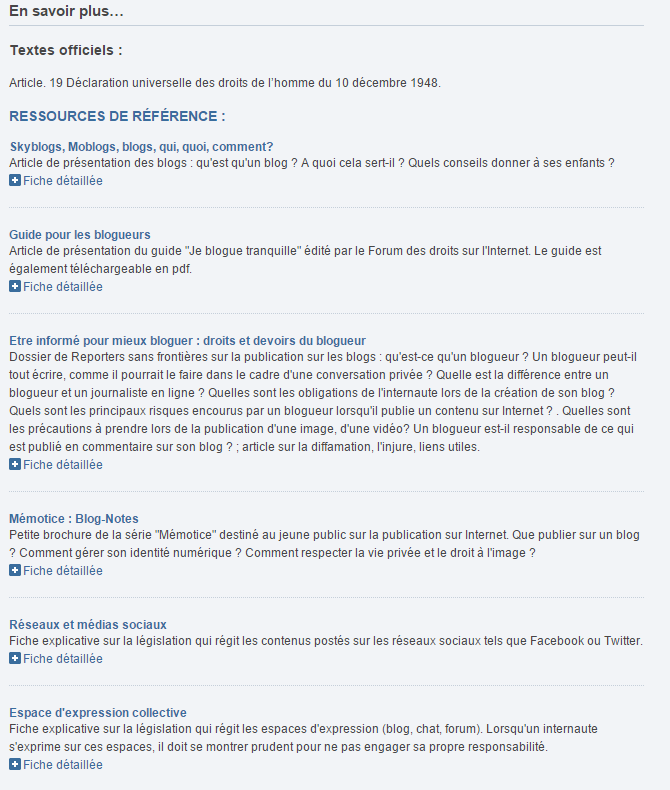 En savoir plus…
Textes officiels :
Article. 19 Déclaration universelle des droits de l’homme du 10 décembre 1948.
RESSOURCES DE RÉFÉRENCE :
Skyblogs, Moblogs, blogs, qui, quoi, comment?
Article de présentation des blogs : qu'est qu'un blog ? A quoi cela sert-il ? Quels conseils donner à ses enfants ?
Fiche détaillée
Guide pour les blogueurs
Article de présentation du guide "Je blogue tranquille" édité par le Forum des droits sur l'Internet. Le guide est
également téléchargeable en pdf.
Fiche détaillée
Etre informé pour mieux bloguer : droits et devoirs du blogueur
Dossier de Reporters sans frontières sur la publication sur les blogs : qu'est-ce qu'un blogueur ? Un blogueur peut-il
tout écrire, comme il pourrait le faire dans le cadre d'une conversation privée ? Quelle est la différence entre un
blogueur et un journaliste en ligne ? Quelles sont les obligations de l'internaute lors de la création de son blog ?
Quels sont les principaux risques encourus par un blogueur lorsqu'il publie un contenu sur Internet ? . Quelles sont
les précautions à prendre lors de la publication d'une image, d'une vidéo? Un blogueur est-il responsable de ce qui
est publié en commentaire sur son blog ? ; article sur la diffamation, l'injure, liens utiles.
Fiche détaillée
Mémotice : Blog-Notes
Petite brochure de la série "Mémotice" destiné au jeune public sur la publication sur Internet. Que publier sur un blog
? Comment gérer son identité numérique ? Comment respecter la vie privée et le droit à l'image ?
Fiche détaillée
Réseaux et médias sociaux
Fiche explicative sur la législation qui régit les contenus postés sur les réseaux sociaux tels que Facebook ou Twitter.
Fiche détaillée
Espace d'expression collective
Fiche explicative sur la législation qui régit les espaces d'expression (blog, chat, forum). Lorsqu'un internaute
s'exprime sur ces espaces, il doit se montrer prudent pour ne pas engager sa propre responsabilité.
Fiche détaillée